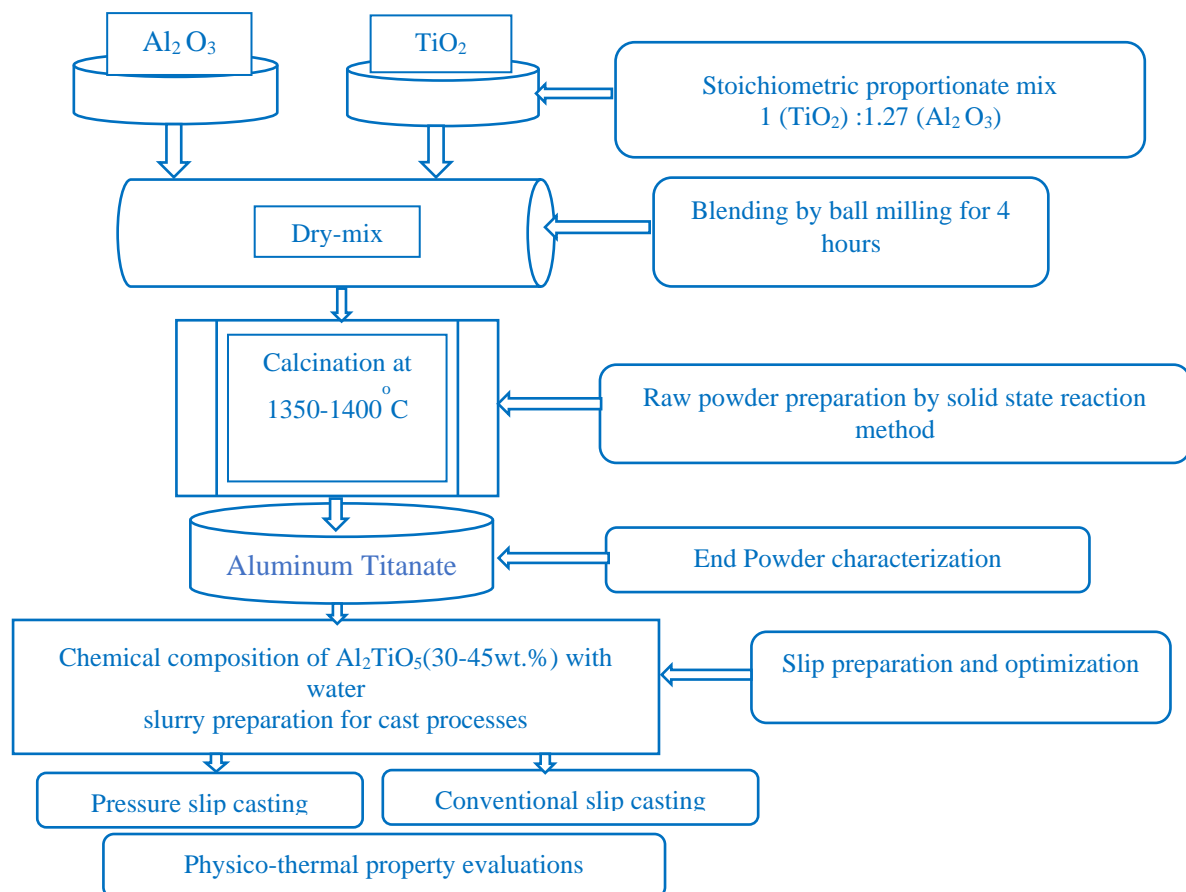 Al₂ O₃
TiO₂
Stoichiometric proportionate mix
1 (TiO₂) :1.27 (Al₂ O₃)
Dry-mix
Blending by ball milling for 4
hours
Calcination at
1350-1400°C
Raw powder preparation by solid state reaction
method
Aluminum Titanate
End Powder characterization
Chemical composition of Al₂TiO₅(30-45wt.%) with
water
slurry preparation for cast processes
Slip preparation and optimization
Pressure slip casting
Conventional slip casting
Physico-thermal property evaluations